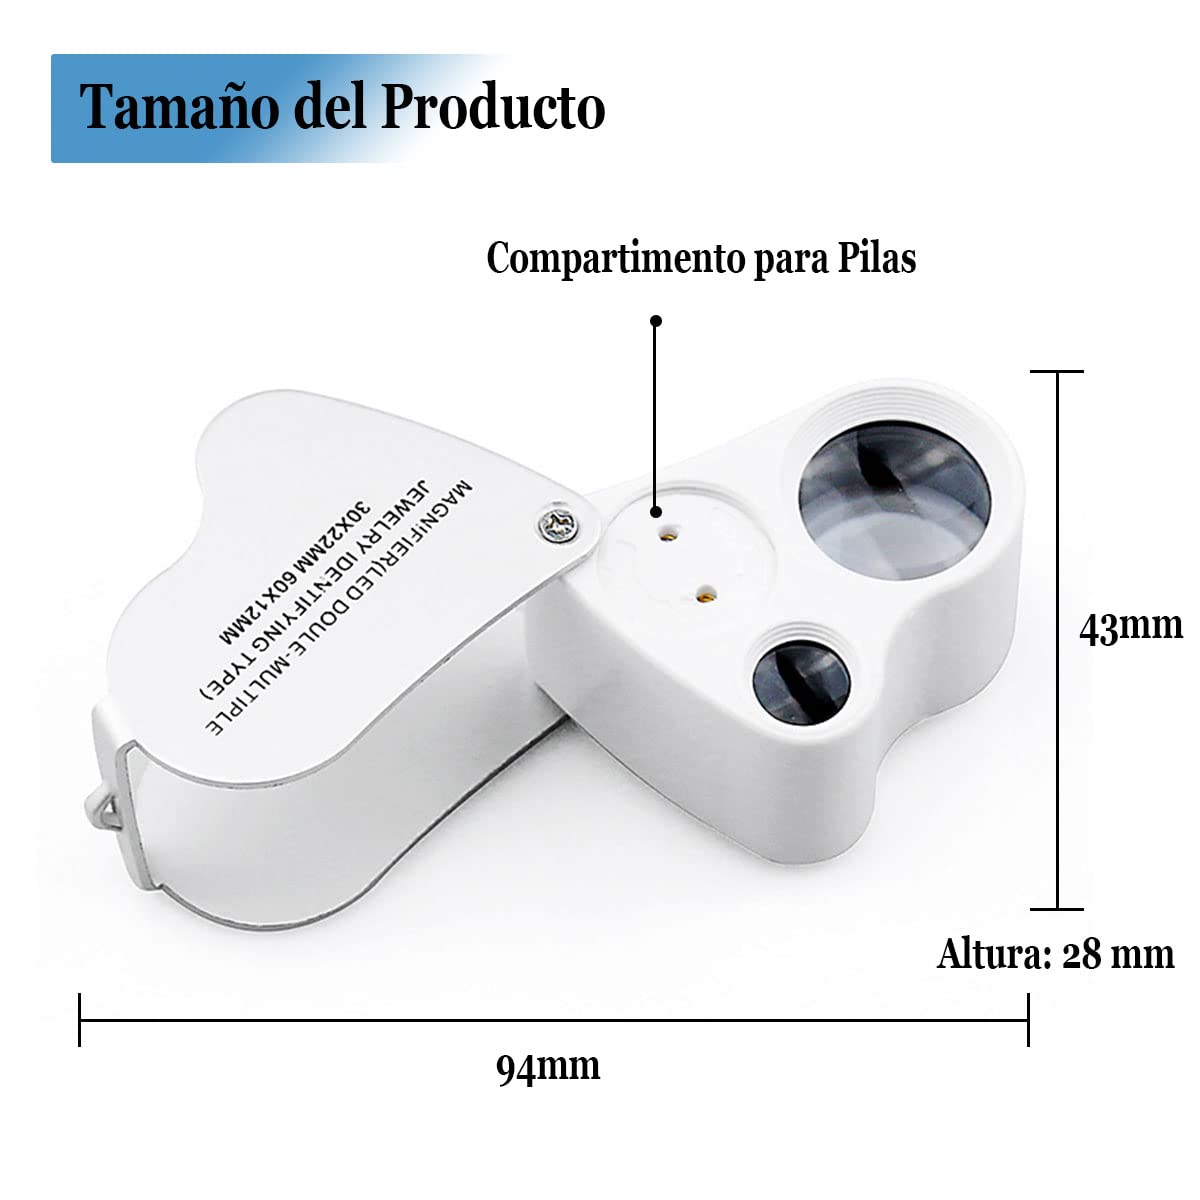 Tamaño del Producto
Compartimento para Pilas
MAGNIFIER(LED DOULE-MULTIPLE
JEWELRY IDENTIFYING TYPE)
30X22MM 60X12MM
43mm
Altura: 28 mm
94mm